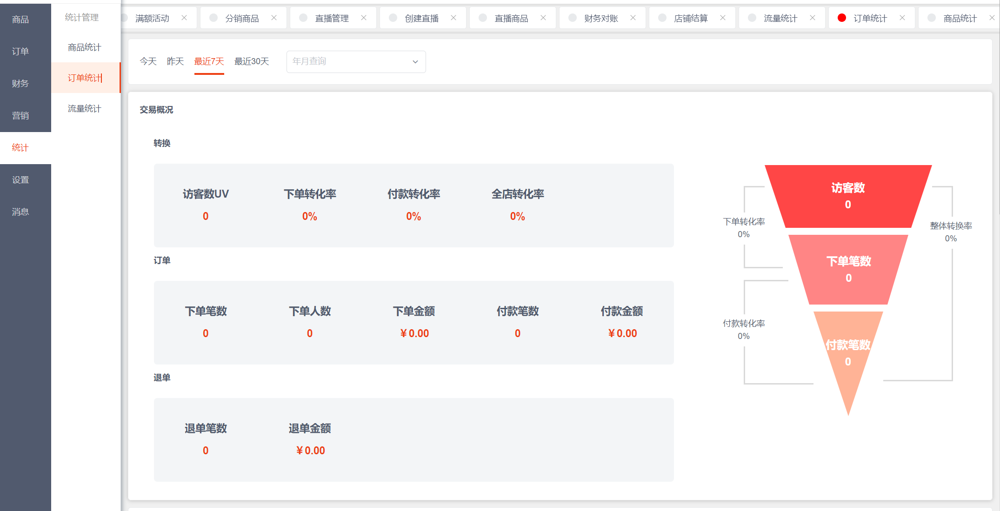 商品
订单
财务
营销
统计
设置
消息
统计管理
商品统计
订单统计
流量统计
满额活动
分销商品
直播管理
创建直播
直播商品
财务对账
店铺结算
流量统计
订单统计
商品统计
今天 昨天 最近7天 最近30天 年月查询
交易概况
转换
访客数UV 下单转化率 付款转化率 全店转化率
0 0% 0% 0%
订单
下单笔数 下单人数 下单金额 付款笔数 付款金额
0 0 ¥0.00 0 ¥0.00
退单
退单笔数 退单金额
0 ¥0.00
访客数
0
下单转化率
0%
整体转换率
0%
下单笔数
0
付款转化率
0%
付款笔数
0